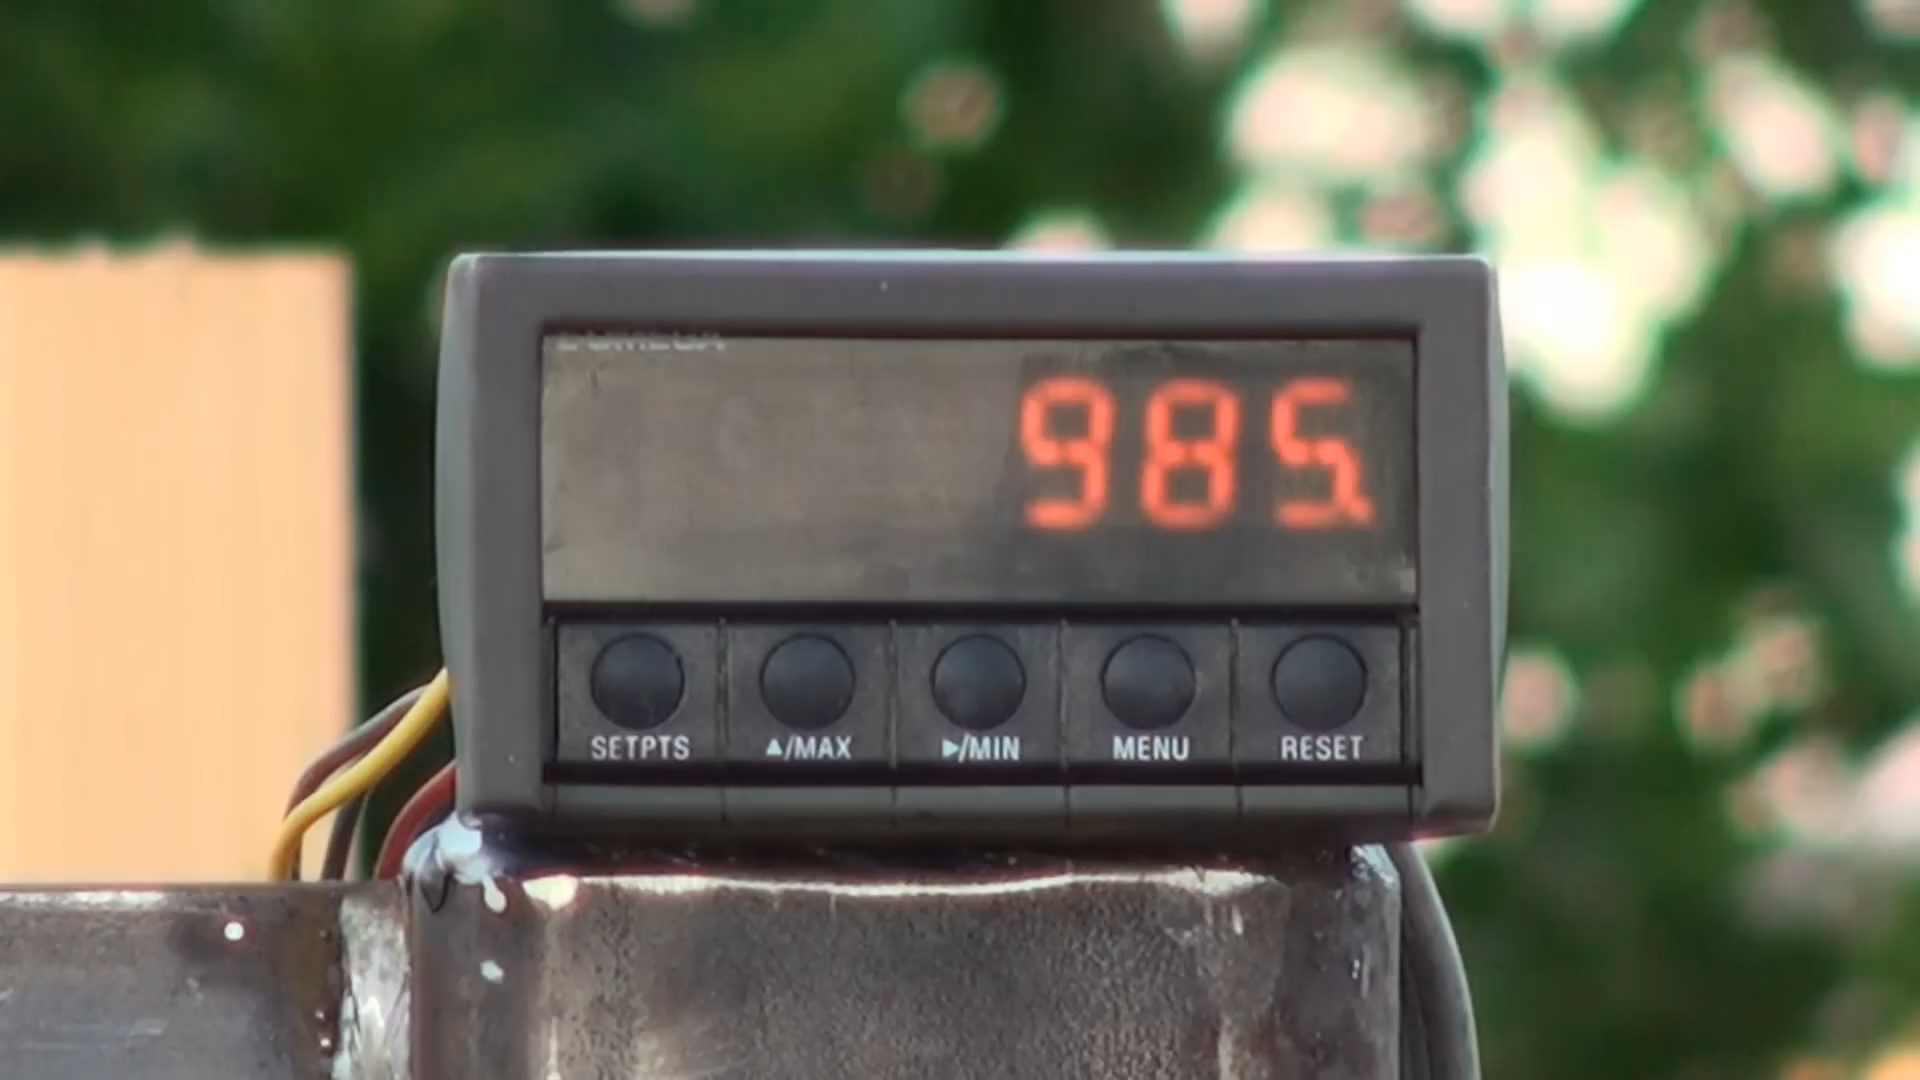 985.
SETPTS ▲/MAX ▶/MIN MENU RESET